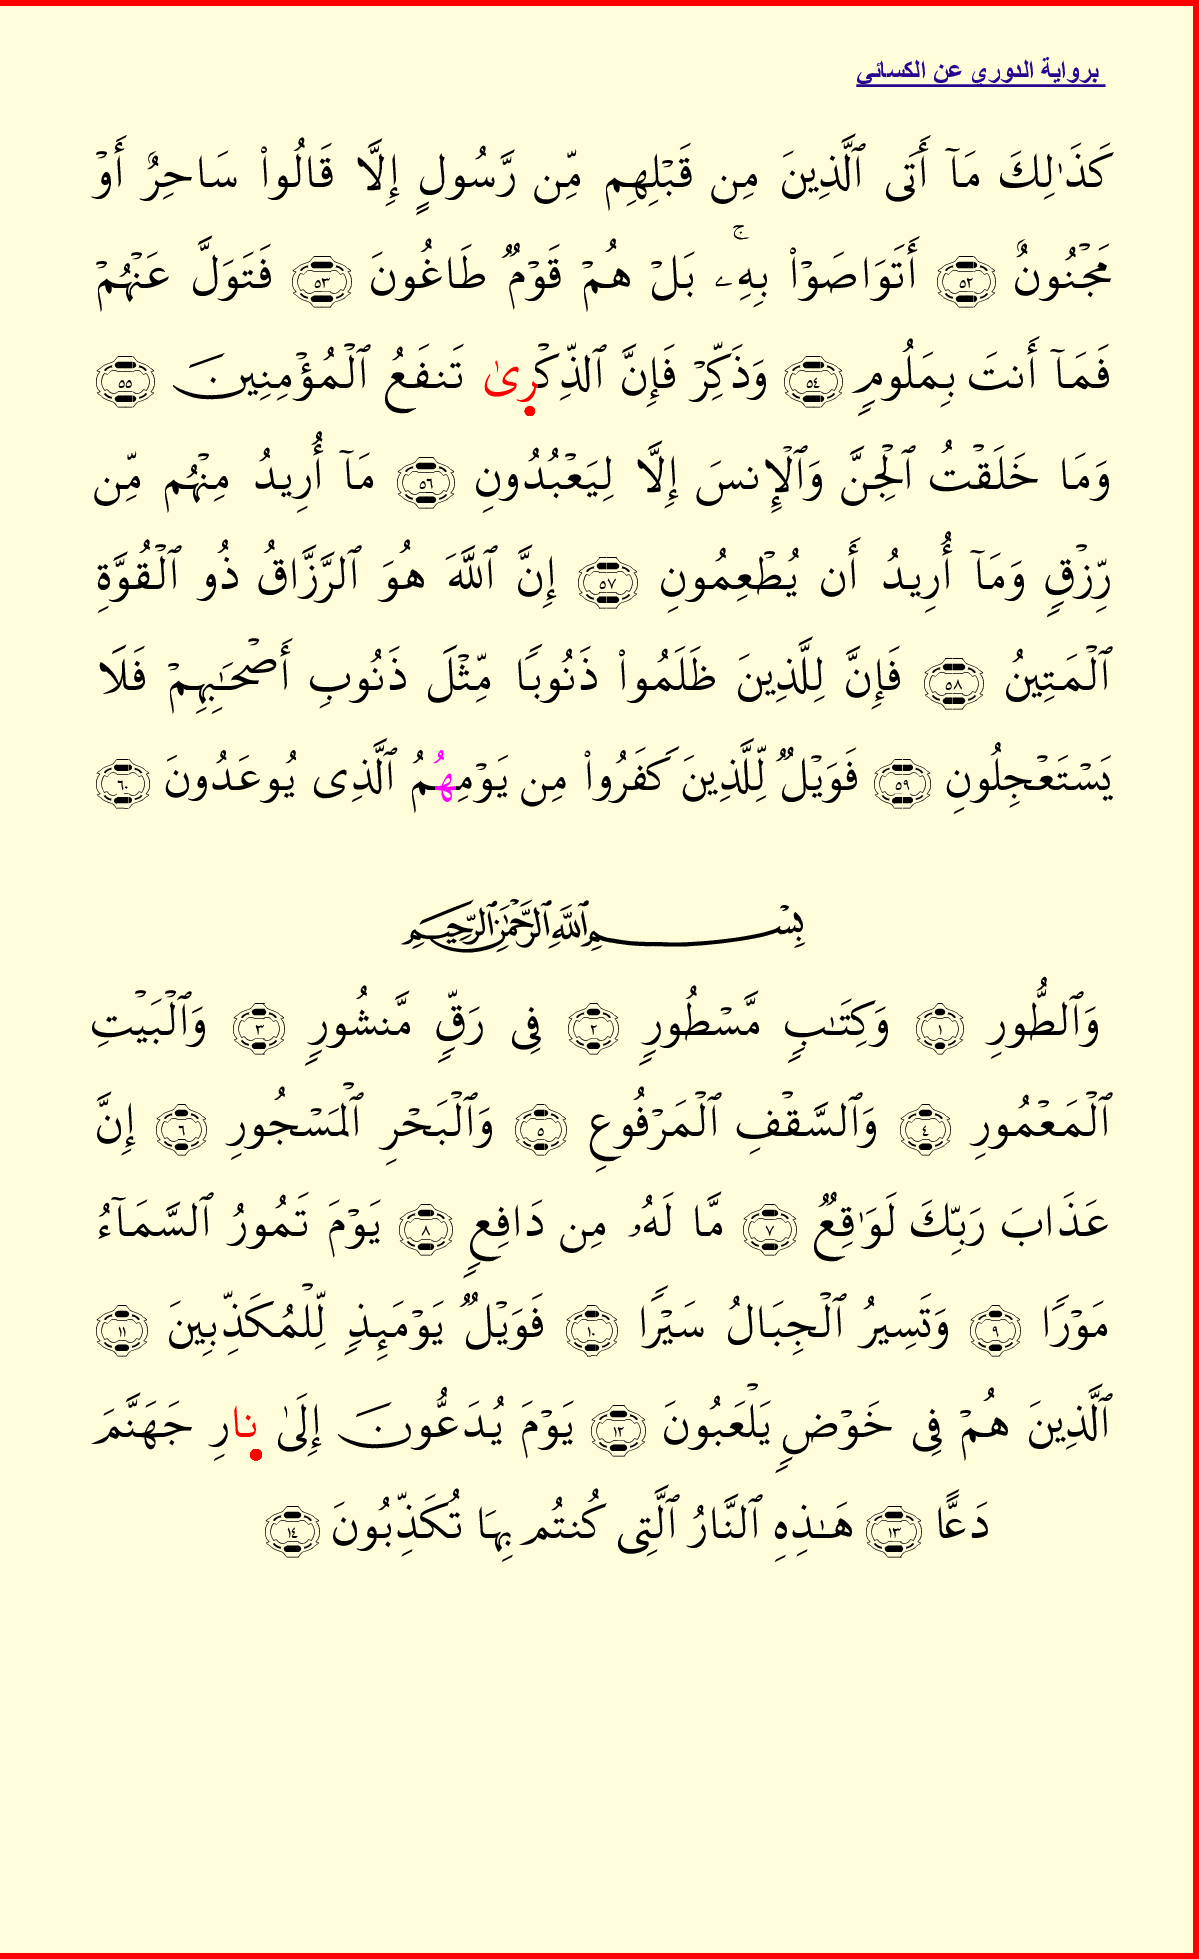 برواية الدوري عن الكسائي
كَذَٰلِكَ مَآ أَتَى ٱلَّذِينَ مِن قَبْلِهِم مِّن رَّسُولٍ إِلَّا قَالُوا۟ سَاحِرٌ أَوْ
مَجْنُونٌ ۝٥٢ أَتَوَاصَوْا۟ بِهِۦۚ بَلْ هُمْ قَوْمٌ طَاغُونَ ۝٥٣ فَتَوَلَّ عَنْهُمْ
فَمَآ أَنتَ بِمَلُومٍ ۝٥٤ وَذَكِّرْ فَإِنَّ ٱلذِّكْرِىٰ تَنفَعُ ٱلْمُؤْمِنِينَ ۝٥٥
وَمَا خَلَقْتُ ٱلْجِنَّ وَٱلْإِنسَ إِلَّا لِيَعْبُدُونِ ۝٥٦ مَآ أُرِيدُ مِنْهُم مِّن
رِّزْقٍ وَمَآ أُرِيدُ أَن يُطْعِمُونِ ۝٥٧ إِنَّ ٱللَّهَ هُوَ ٱلرَّزَّاقُ ذُو ٱلْقُوَّةِ
ٱلْمَتِينُ ۝٥٨ فَإِنَّ لِلَّذِينَ ظَلَمُوا۟ ذَنُوبًا مِّثْلَ ذَنُوبِ أَصْحَـٰبِهِمْ فَلَا
يَسْتَعْجِلُونِ ۝٥٩ فَوَيْلٌ لِّلَّذِينَ كَفَرُوا۟ مِن يَوْمِهُمُ ٱلَّذِى يُوعَدُونَ ۝٦٠
بِسْمِ ٱللَّهِ ٱلرَّحْمَـٰنِ ٱلرَّحِيمِ
وَٱلطُّورِ ۝١ وَكِتَـٰبٍ مَّسْطُورٍ ۝٢ فِى رَقٍّ مَّنشُورٍ ۝٣ وَٱلْبَيْتِ
ٱلْمَعْمُورِ ۝٤ وَٱلسَّقْفِ ٱلْمَرْفُوعِ ۝٥ وَٱلْبَحْرِ ٱلْمَسْجُورِ ۝٦ إِنَّ
عَذَابَ رَبِّكَ لَوَٰقِعٌ ۝٧ مَّا لَهُۥ مِن دَافِعٍ ۝٨ يَوْمَ تَمُورُ ٱلسَّمَآءُ
مَوْرًا ۝٩ وَتَسِيرُ ٱلْجِبَالُ سَيْرًا ۝١٠ فَوَيْلٌ يَوْمَئِذٍ لِّلْمُكَذِّبِينَ ۝١١
ٱلَّذِينَ هُمْ فِى خَوْضٍ يَلْعَبُونَ ۝١٢ يَوْمَ يُدَعُّونَ إِلَىٰ نِارِ جَهَنَّمَ
دَعًّا ۝١٣ هَـٰذِهِ ٱلنَّارُ ٱلَّتِى كُنتُم بِهَا تُكَذِّبُونَ ۝١٤